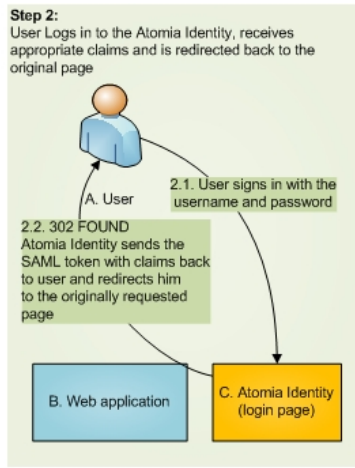 Step 2:
User Logs in to the Atomia Identity, receives
appropriate claims and is redirected back to the
original page
A. User
2.1. User signs in with the
username and password
2.2. 302 FOUND
Atomia Identity sends the
SAML token with claims back
to user and redirects him
to the originally requested
page
B. Web application
C. Atomia Identity
(login page)